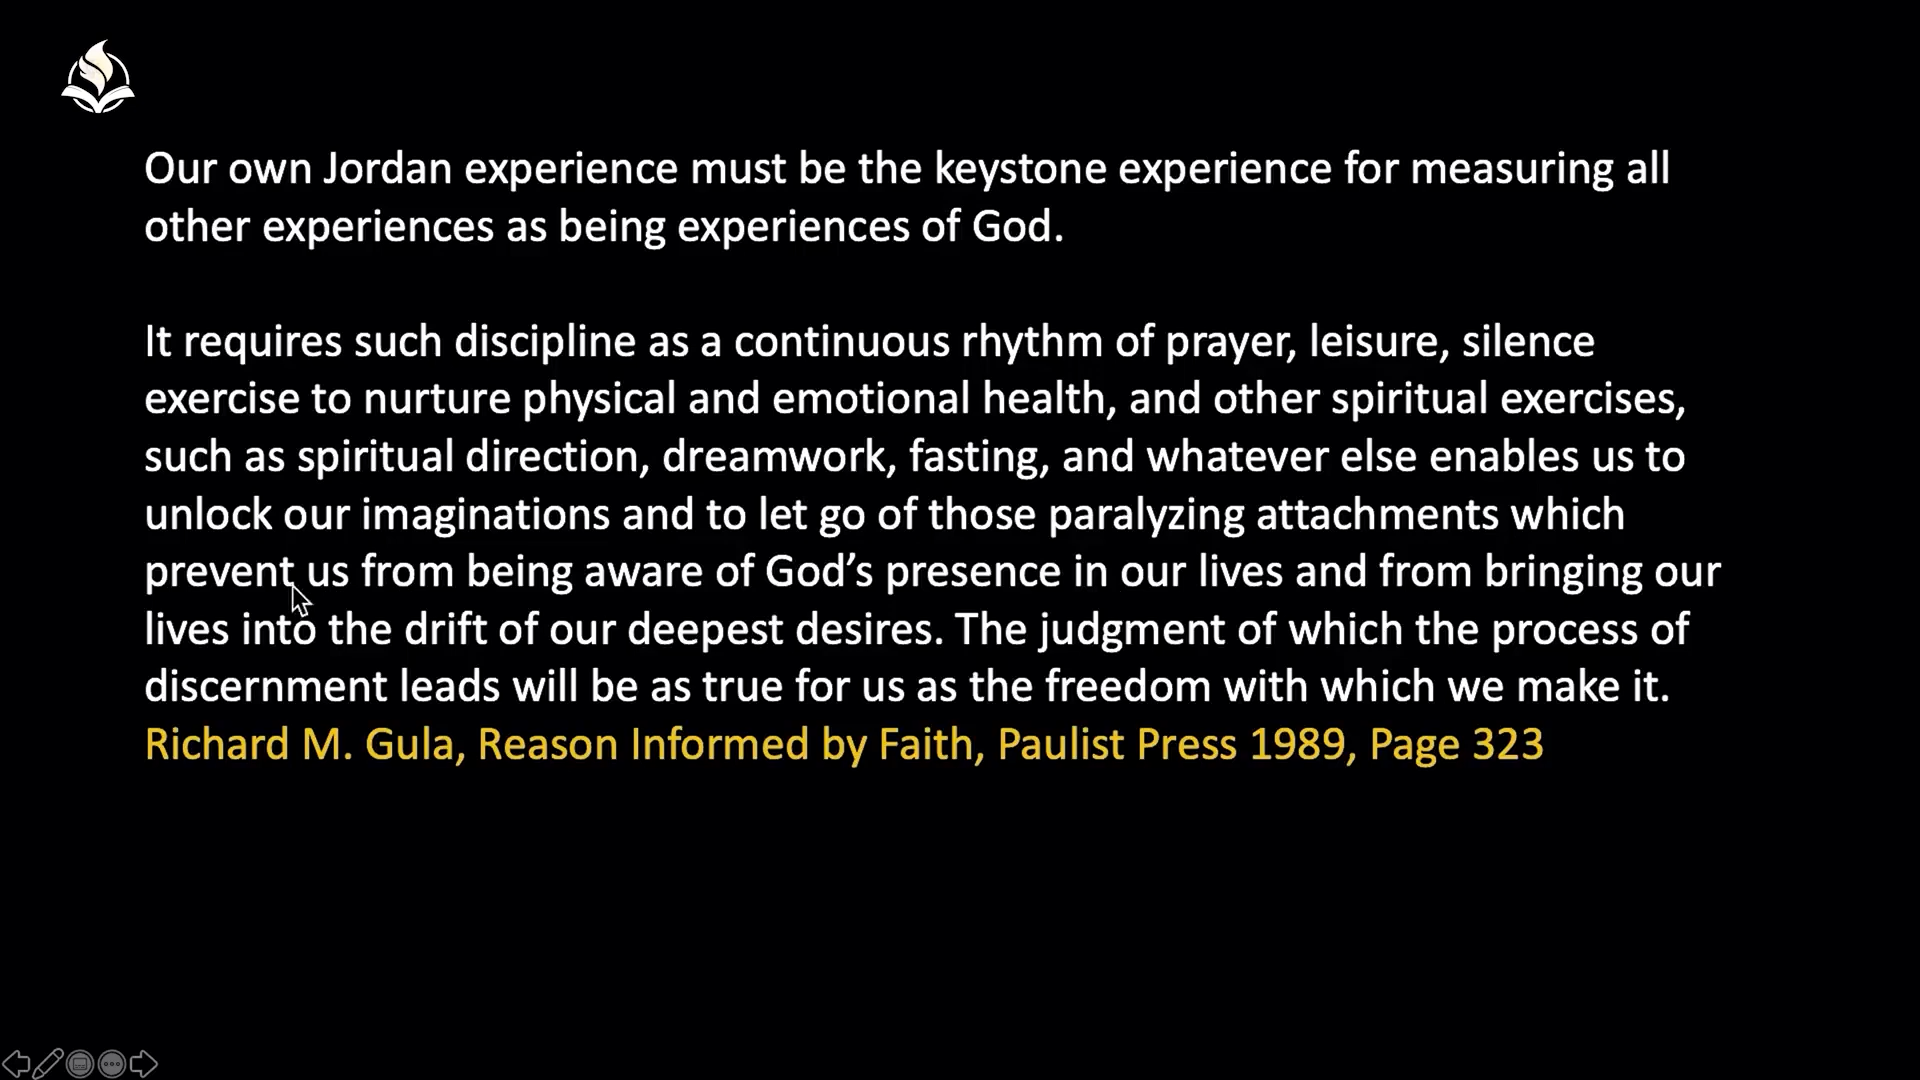 Our own Jordan experience must be the keystone experience for measuring all
other experiences as being experiences of God.
It requires such discipline as a continuous rhythm of prayer, leisure, silence
exercise to nurture physical and emotional health, and other spiritual exercises,
such as spiritual direction, dreamwork, fasting, and whatever else enables us to
unlock our imaginations and to let go of those paralyzing attachments which
prevent us from being aware of God’s presence in our lives and from bringing our
lives into the drift of our deepest desires. The judgment of which the process of
discernment leads will be as true for us as the freedom with which we make it.
Richard M. Gula, Reason Informed by Faith, Paulist Press 1989, Page 323